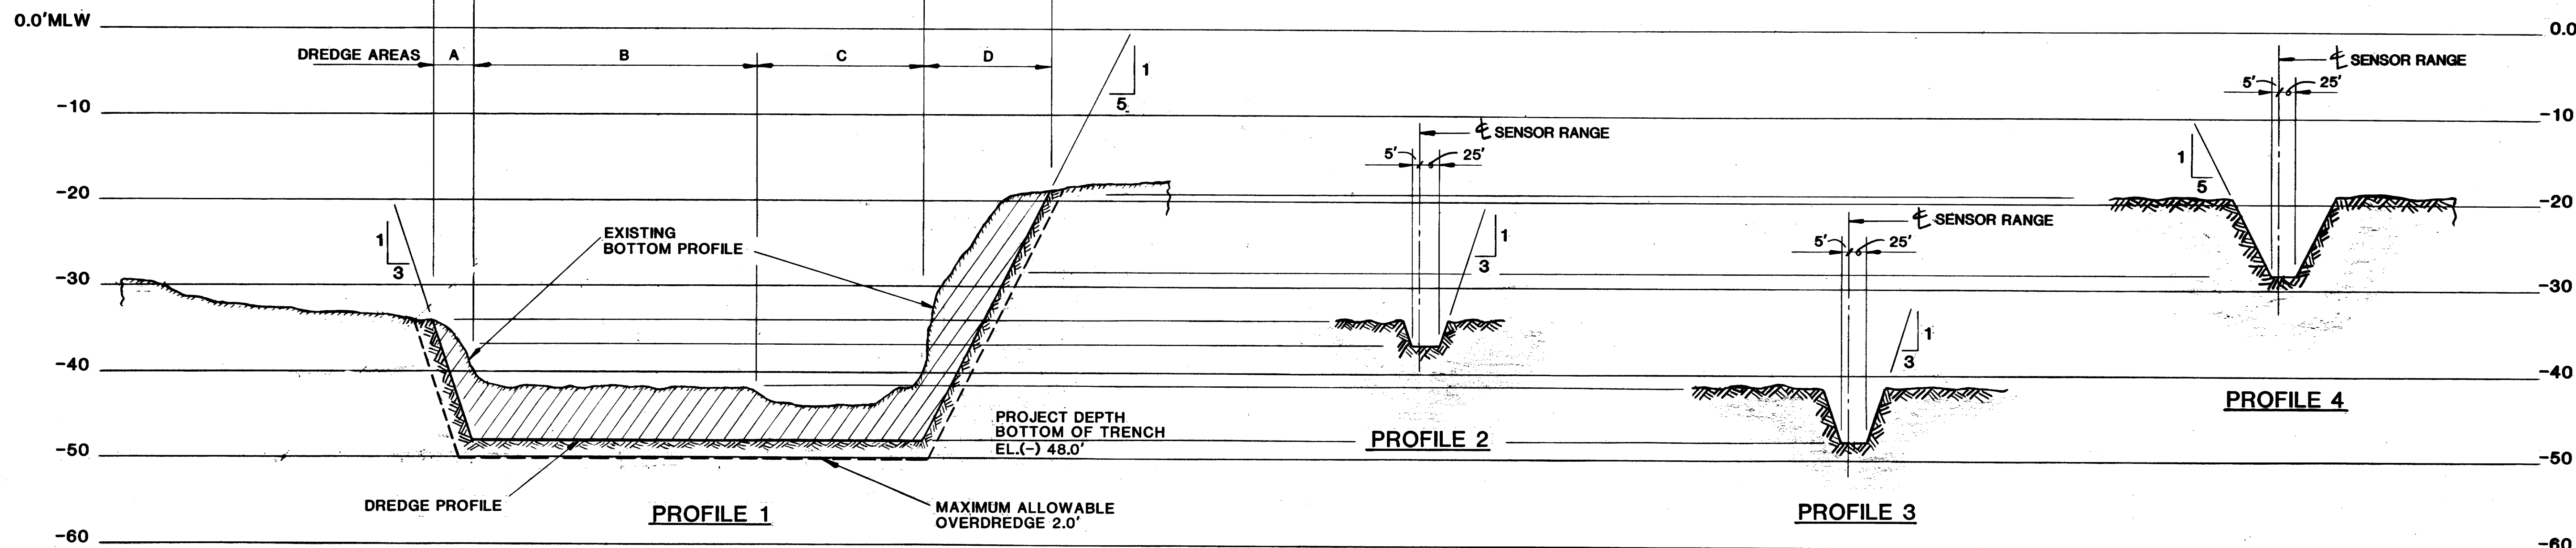 0.0'MLW
0.0
DREDGE AREAS
A
B
C
D
1
5
-10
-10
℄ SENSOR RANGE
5'
25'
℄ SENSOR RANGE
5'
25'
1
5
-20
-20
1
3
EXISTING
BOTTOM PROFILE
1
3
℄ SENSOR RANGE
5'
25'
-30
-30
1
3
-40
-40
PROFILE 4
PROJECT DEPTH
BOTTOM OF TRENCH
EL.(-) 48.0'
PROFILE 2
-50
-50
DREDGE PROFILE
PROFILE 1
MAXIMUM ALLOWABLE
OVERDREDGE 2.0'
PROFILE 3
-60
-60